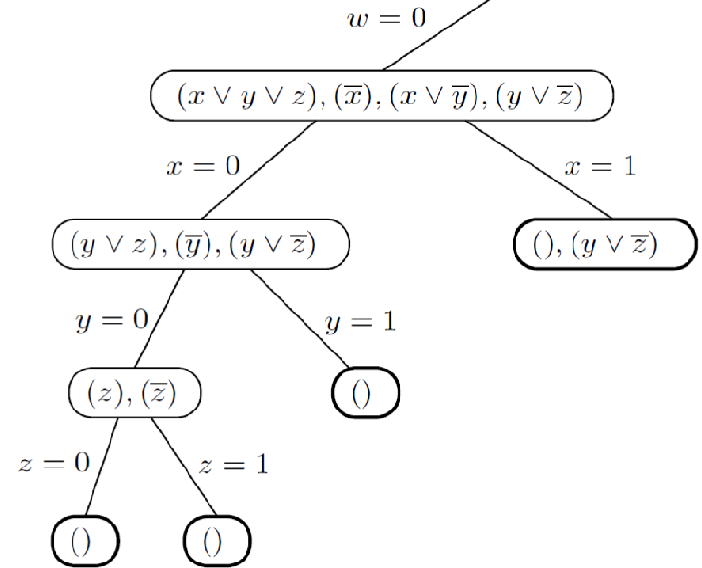 w = 0
(x ∨ y ∨ z), (x̅), (x ∨ y̅), (y ∨ z̅)
x = 0
x = 1
(y ∨ z), (y̅), (y ∨ z̅)
(), (y ∨ z̅)
y = 0
y = 1
(z), (z̅)
()
z = 0
z = 1
()
()